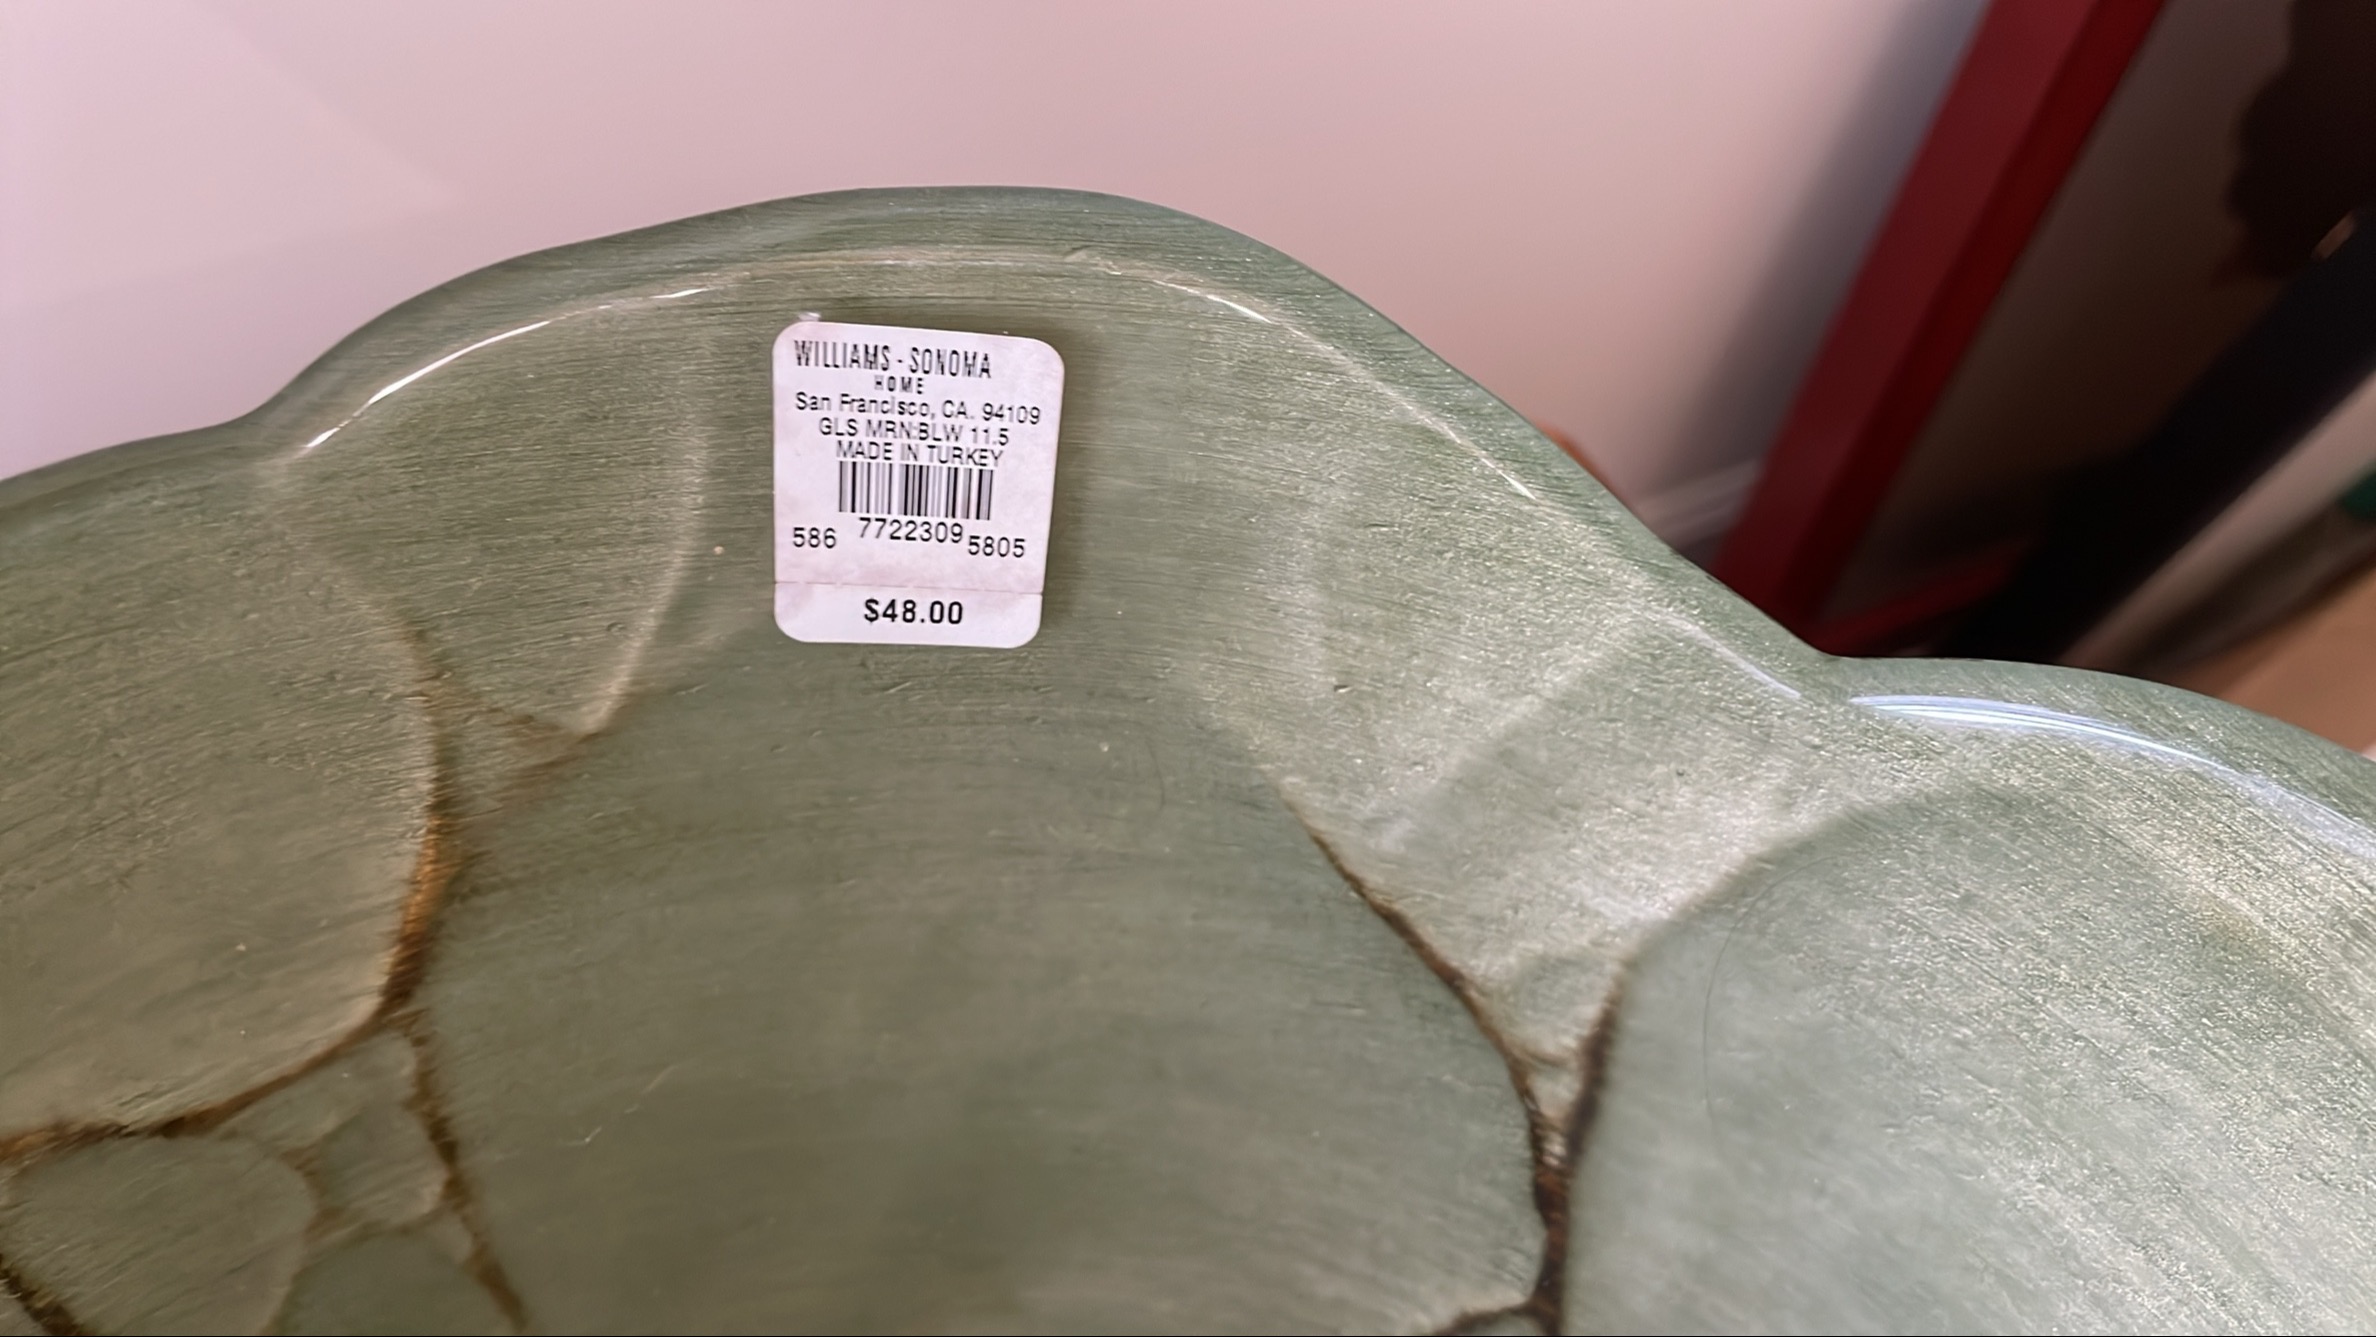 WILLIAMS-SONOMA
HOME
San Francisco, CA. 94109
GLS MRN:BLW 11.5
MADE IN TURKEY
586 7722309 5805
$48.00